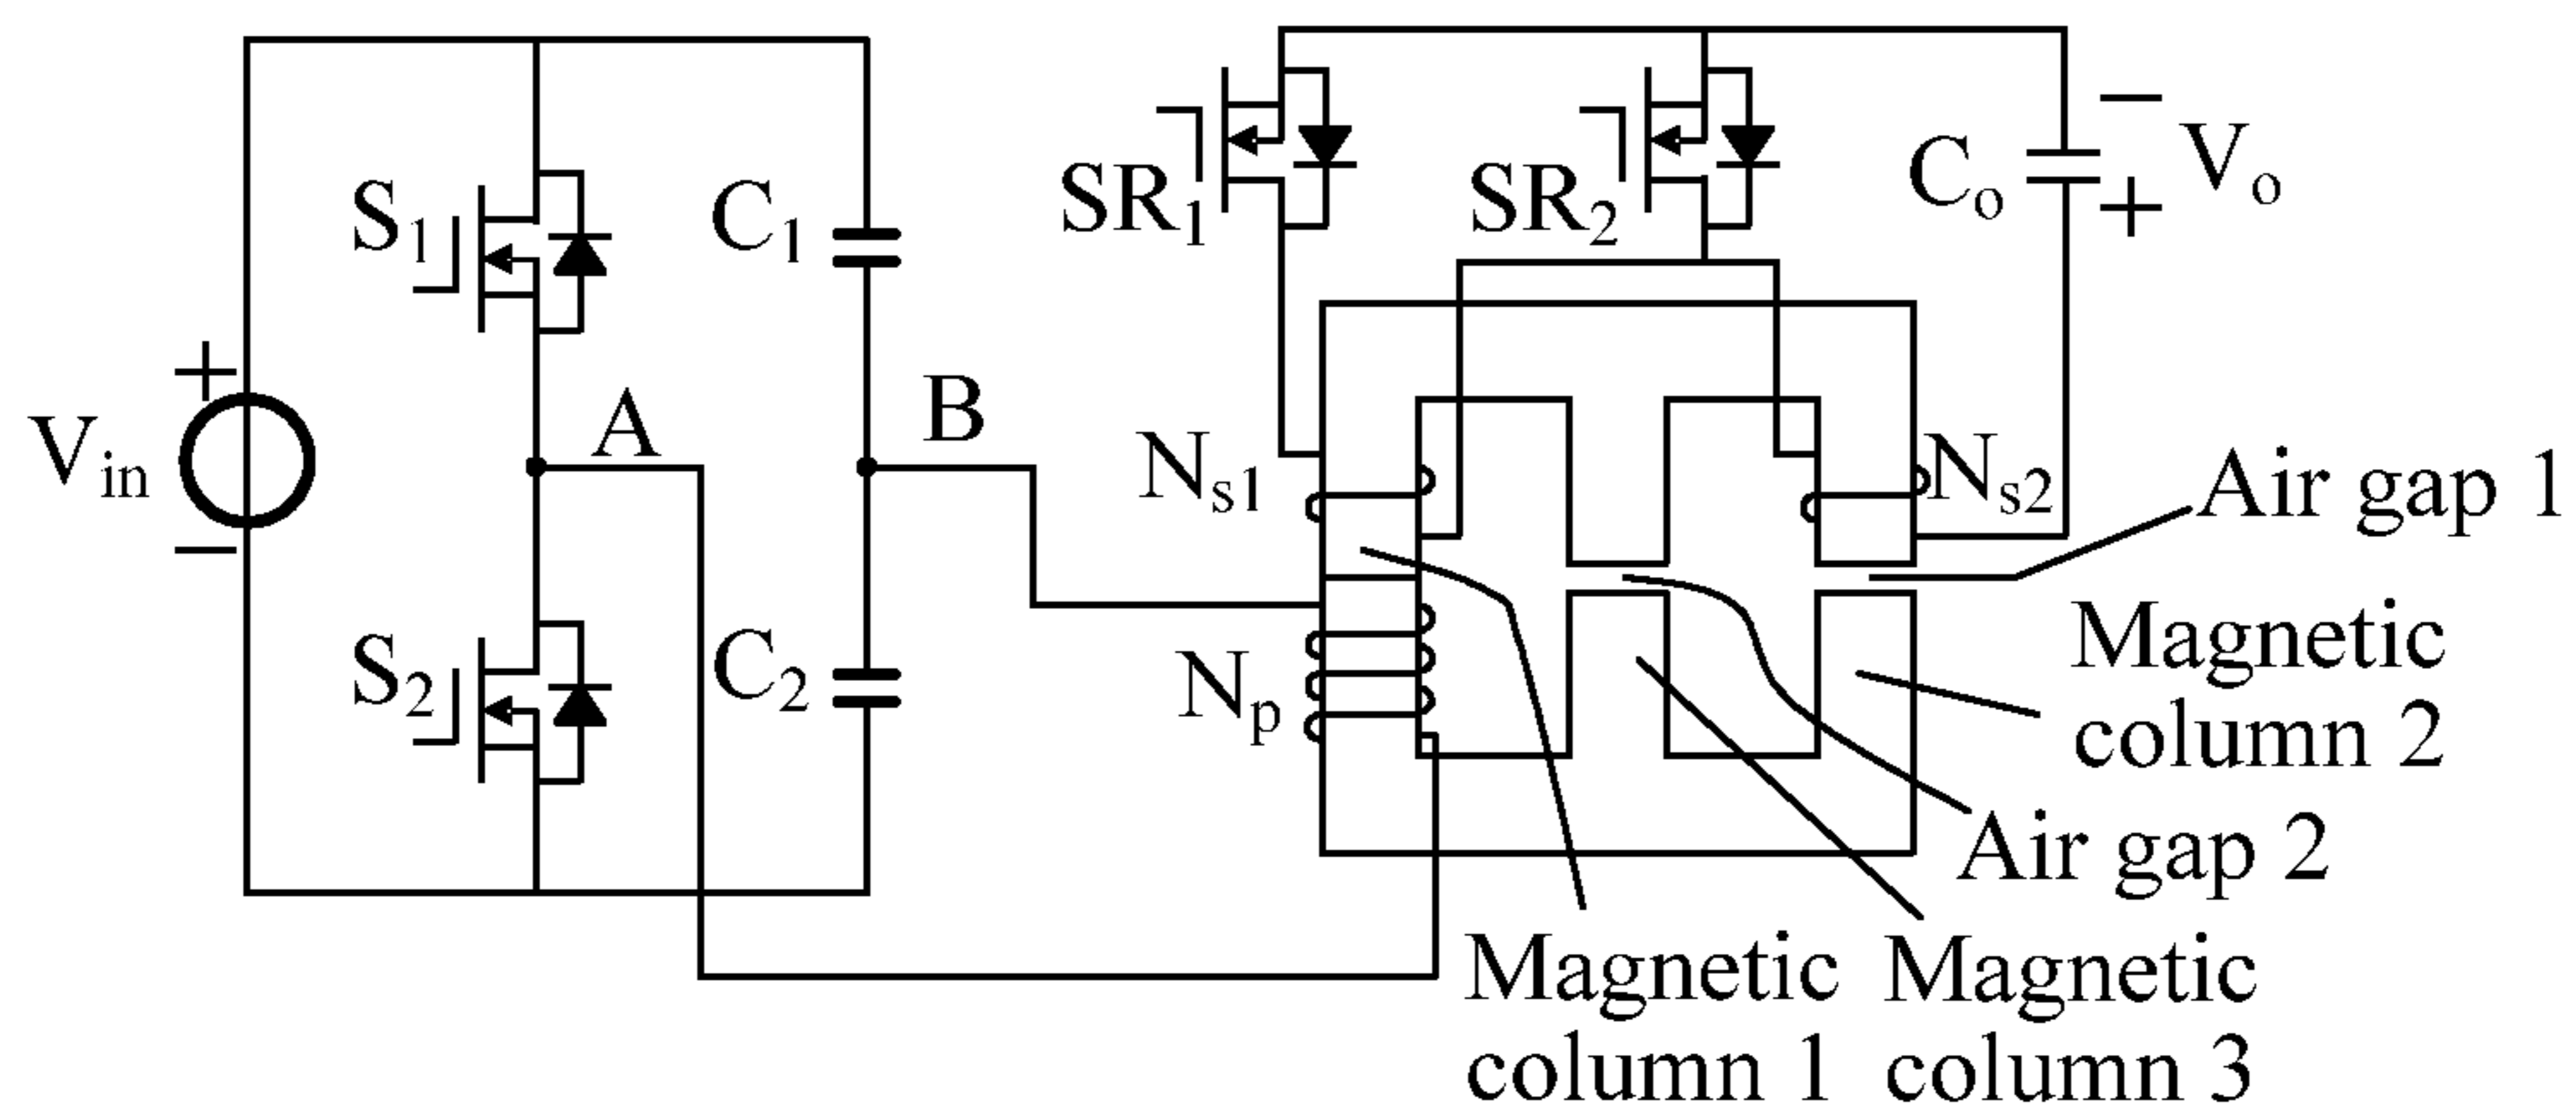 S1
C1
SR1
SR2
Co
−
Vo
+
+
Vin
−
A
B
Ns1
Ns2
Air gap 1
S2
C2
Np
Magnetic
column 2
Air gap 2
Magnetic
column 1
Magnetic
column 3